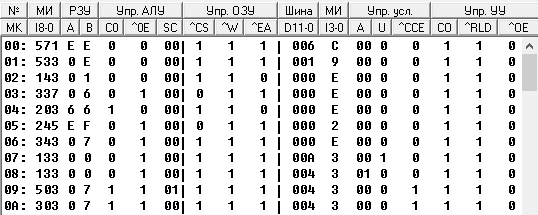 № МИ РЗУ Упр. АЛУ Упр. ОЗУ Шина МИ Упр. усл. Упр. УУ
МК I8-0 A B C0 ^OE SC ^CS ^W ^EA D11-0 I3-0 A U ^CCE CO ^RLD ^OE
00: 571 E E 0 0 00 1 1 1 006 C 00 0 0 1 1 0
01: 533 0 E 0 0 00 1 1 1 001 9 00 0 0 1 1 0
02: 143 0 1 0 0 00 1 1 0 000 E 00 0 0 1 1 0
03: 337 0 6 0 1 00 0 1 1 000 E 00 0 0 1 1 0
04: 203 6 6 1 0 00 1 1 0 000 E 00 0 0 1 1 0
05: 245 E F 0 1 00 0 1 1 000 2 00 0 0 1 1 0
06: 343 0 7 0 1 00 1 1 1 000 E 00 0 0 1 1 0
07: 133 0 0 0 1 00 1 1 1 00A 3 00 1 0 1 1 0
08: 133 0 0 0 1 00 1 1 1 004 3 01 0 0 1 1 0
09: 503 0 7 1 1 01 1 1 1 004 3 00 0 1 1 1 0
0A: 303 0 7 1 1 00 1 1 1 004 3 00 0 1 1 1 0